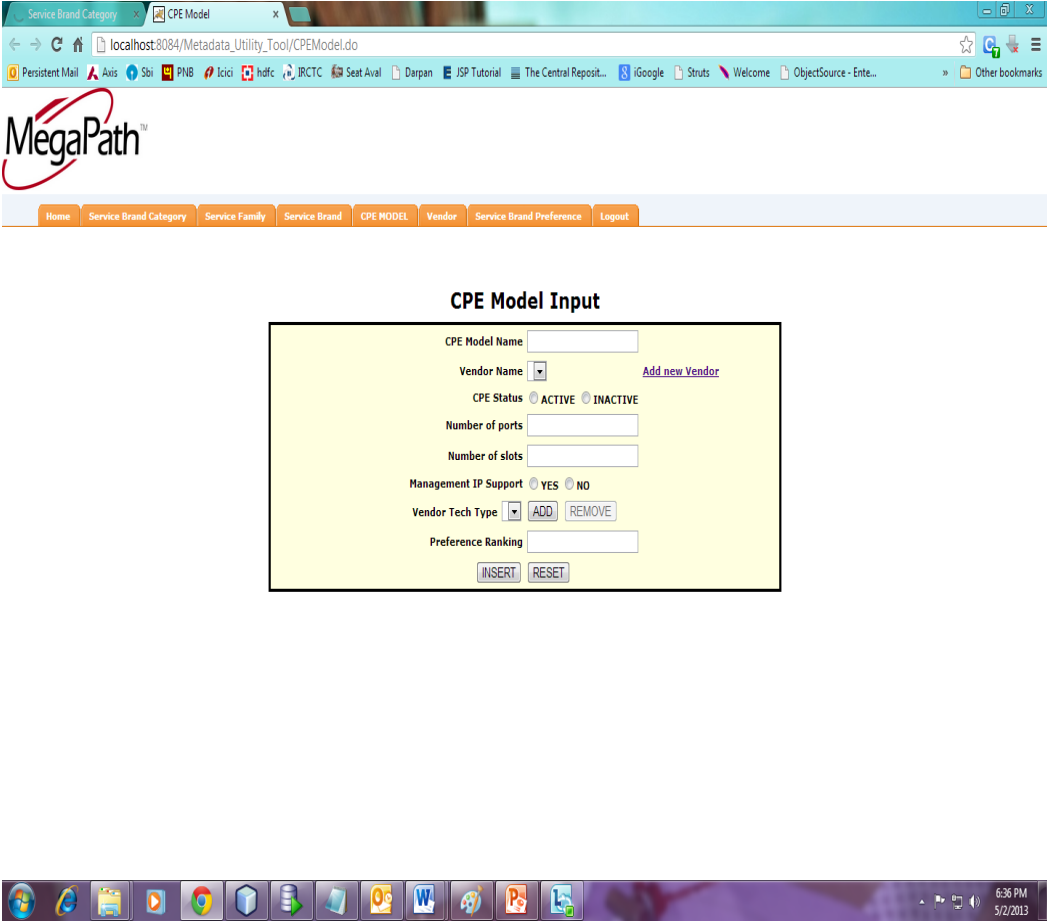 Service Brand Category x CPE Model x
localhost:8084/Metadata_Utility_Tool/CPEModel.do
Persistent Mail Axis Sbi PNB Icici hdfc IRCTC Seat Aval Darpan JSP Tutorial The Central Reposit... iGoogle Struts Welcome ObjectSource - Ente... » Other bookmarks
MegaPath™
Home Service Brand Category Service Family Service Brand CPE MODEL Vendor Service Brand Preference Logout
CPE Model Input
CPE Model Name
Vendor Name Add new Vendor
CPE Status ACTIVE INACTIVE
Number of ports
Number of slots
Management IP Support YES NO
Vendor Tech Type ADD REMOVE
Preference Ranking
INSERT RESET
6:36 PM
5/2/2013